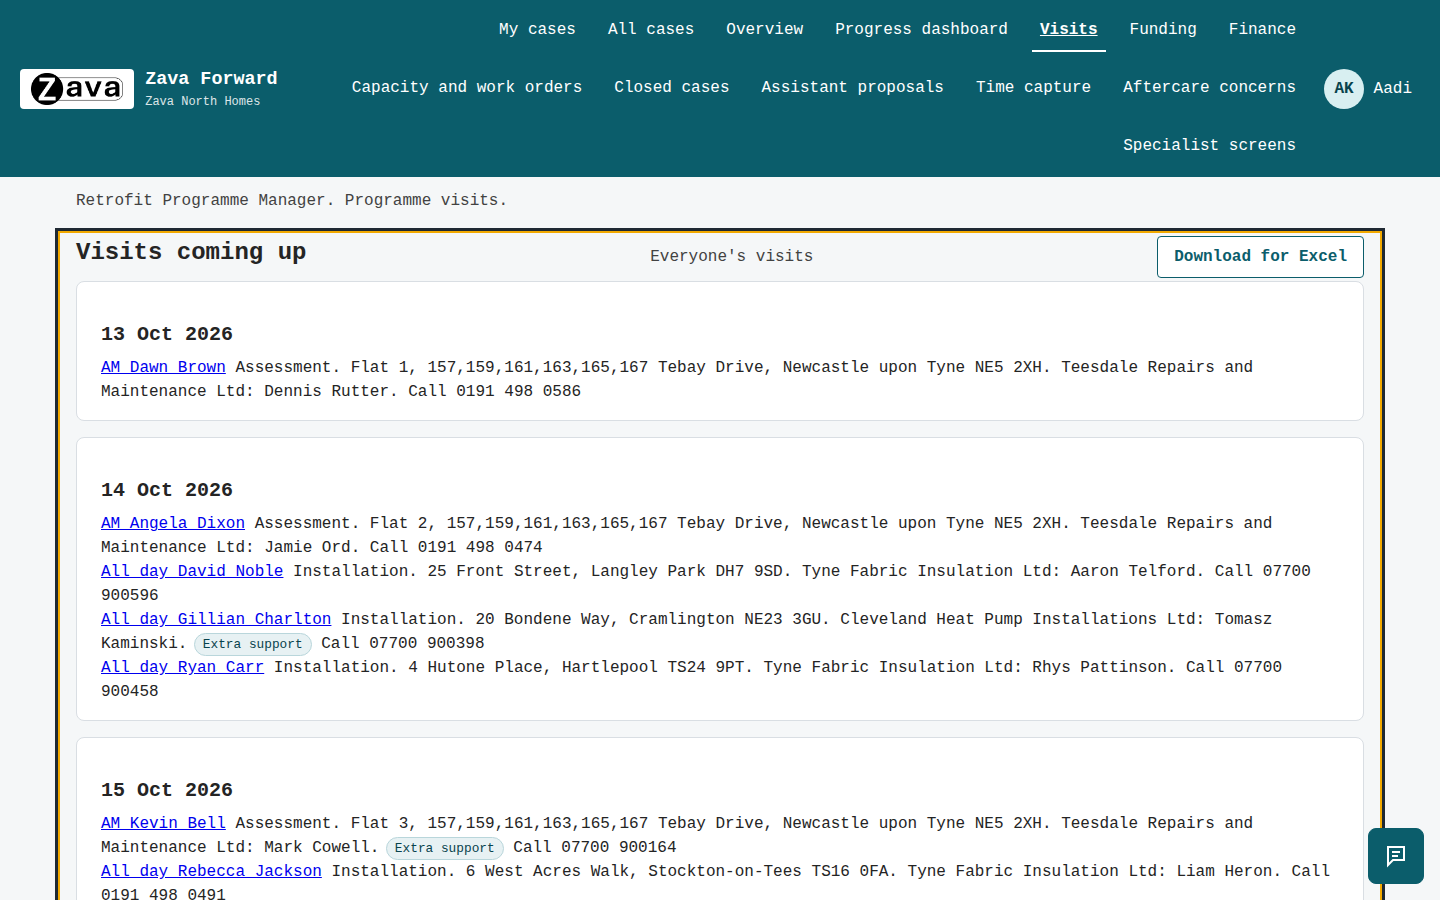 My cases All cases Overview Progress dashboard Visits Funding Finance
Zava
Zava Forward
Zava North Homes
Capacity and work orders Closed cases Assistant proposals Time capture Aftercare concerns
AK Aadi
Specialist screens
Retrofit Programme Manager. Programme visits.
Visits coming up
Everyone's visits
Download for Excel
13 Oct 2026
AM Dawn Brown Assessment. Flat 1, 157,159,161,163,165,167 Tebay Drive, Newcastle upon Tyne NE5 2XH. Teesdale Repairs and
Maintenance Ltd: Dennis Rutter. Call 0191 498 0586
14 Oct 2026
AM Angela Dixon Assessment. Flat 2, 157,159,161,163,165,167 Tebay Drive, Newcastle upon Tyne NE5 2XH. Teesdale Repairs and
Maintenance Ltd: Jamie Ord. Call 0191 498 0474
All day David Noble Installation. 25 Front Street, Langley Park DH7 9SD. Tyne Fabric Insulation Ltd: Aaron Telford. Call 07700
900596
All day Gillian Charlton Installation. 20 Bondene Way, Cramlington NE23 3GU. Cleveland Heat Pump Installations Ltd: Tomasz
Kaminski. Extra support Call 07700 900398
All day Ryan Carr Installation. 4 Hutone Place, Hartlepool TS24 9PT. Tyne Fabric Insulation Ltd: Rhys Pattinson. Call 07700
900458
15 Oct 2026
AM Kevin Bell Assessment. Flat 3, 157,159,161,163,165,167 Tebay Drive, Newcastle upon Tyne NE5 2XH. Teesdale Repairs and
Maintenance Ltd: Mark Cowell. Extra support Call 07700 900164
All day Rebecca Jackson Installation. 6 West Acres Walk, Stockton-on-Tees TS16 0FA. Tyne Fabric Insulation Ltd: Liam Heron. Call
0191 498 0491